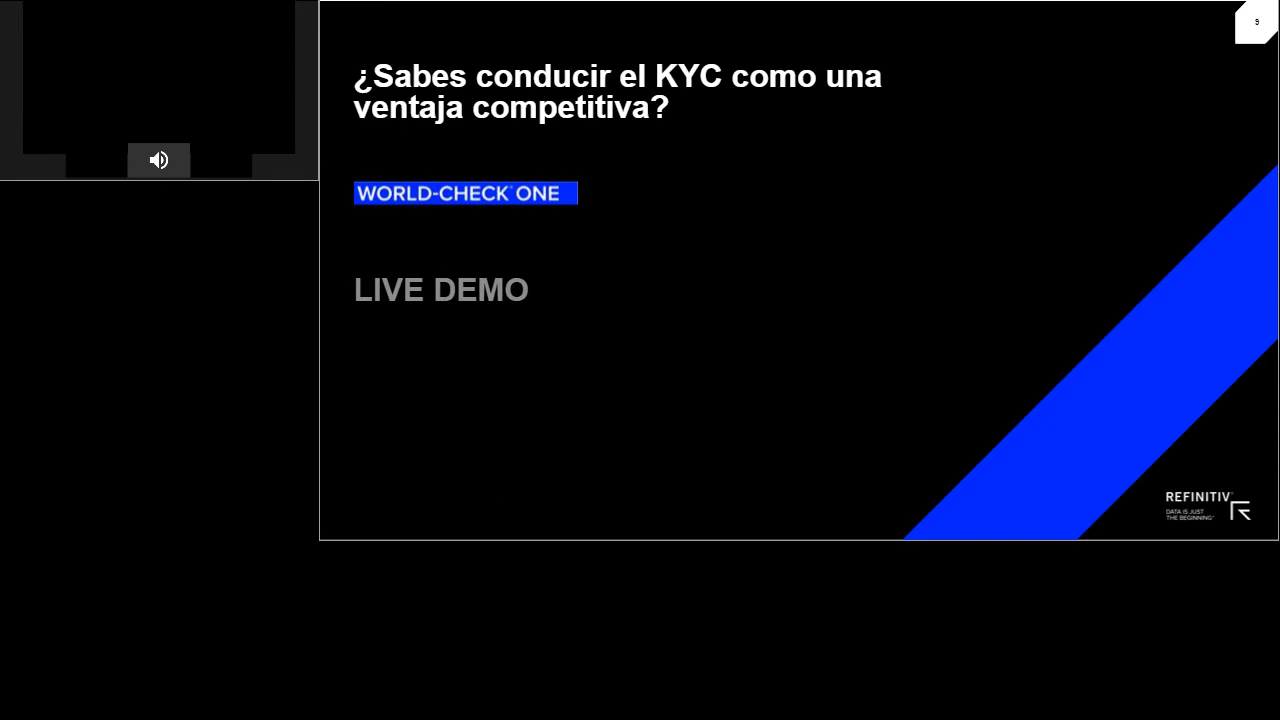 9
¿Sabes conducir el KYC como una
ventaja competitiva?
WORLD-CHECK ONE
LIVE DEMO
REFINITIV
DATA IS JUST
THE BEGINNING